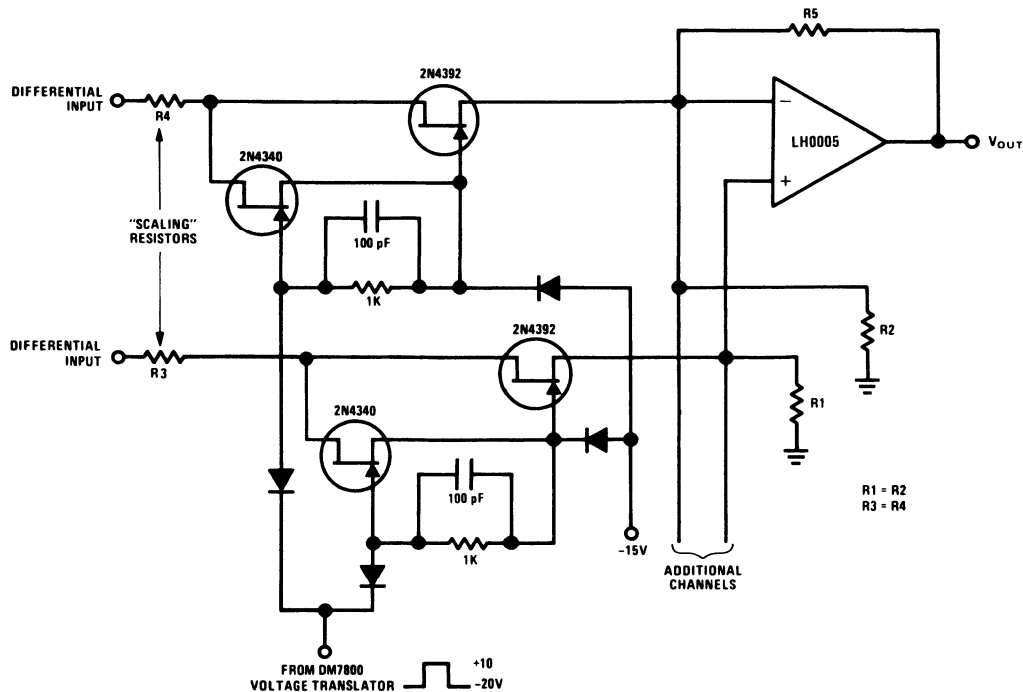 R5
2N4392
DIFFERENTIAL
INPUT
R4
−
LH0005
VOUT
2N4340
+
"SCALING"
RESISTORS
100 pF
1K
2N4392
R2
DIFFERENTIAL
INPUT
R3
R1
2N4340
100 pF
R1 = R2
R3 = R4
1K
−15V
ADDITIONAL
CHANNELS
FROM DM7800
VOLTAGE TRANSLATOR
+10
−20V